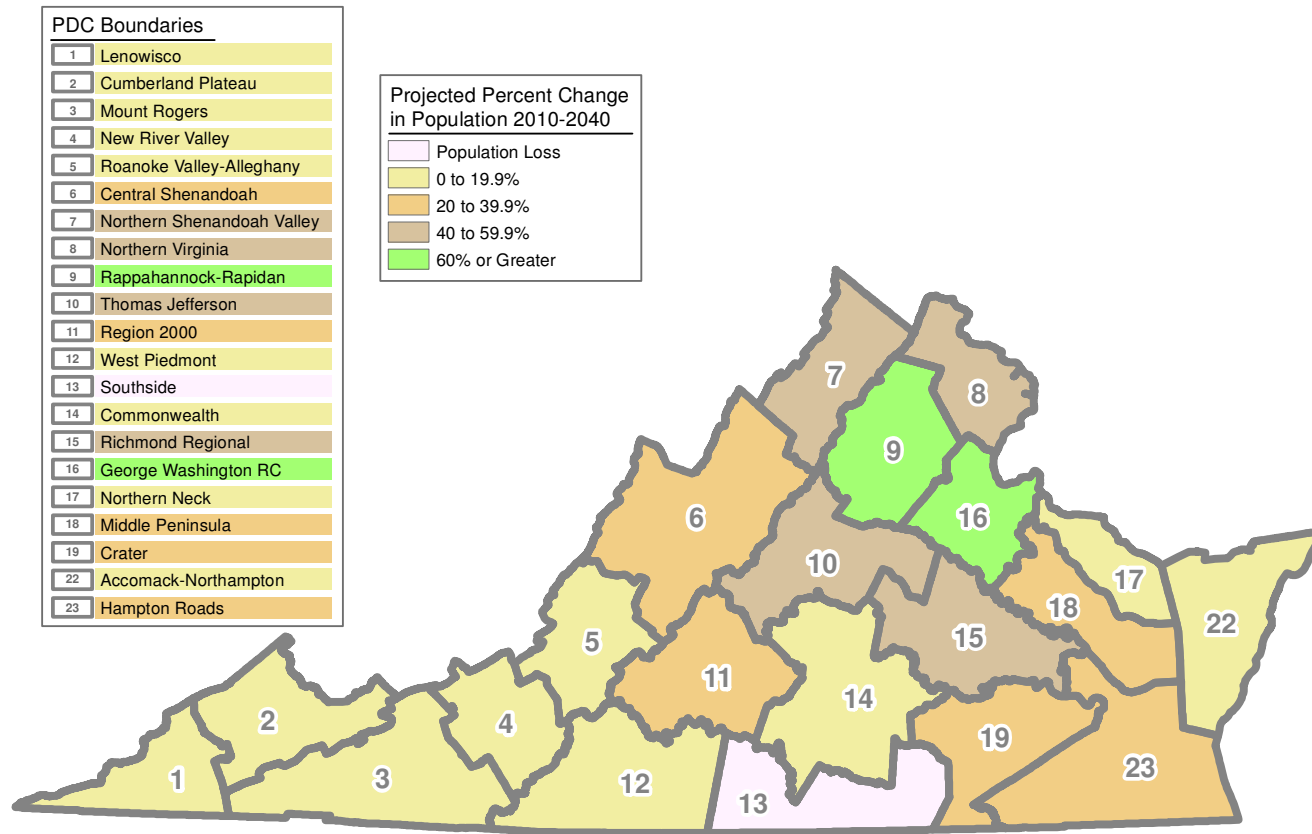 PDC Boundaries
1 Lenowisco
2 Cumberland Plateau
3 Mount Rogers
4 New River Valley
5 Roanoke Valley-Alleghany
6 Central Shenandoah
7 Northern Shenandoah Valley
8 Northern Virginia
9 Rappahannock-Rapidan
10 Thomas Jefferson
11 Region 2000
12 West Piedmont
13 Southside
14 Commonwealth
15 Richmond Regional
16 George Washington RC
17 Northern Neck
18 Middle Peninsula
19 Crater
22 Accomack-Northampton
23 Hampton Roads
Projected Percent Change
in Population 2010-2040
Population Loss
0 to 19.9%
20 to 39.9%
40 to 59.9%
60% or Greater
7
8
9
6
16
10
17
18
22
5
15
11
14
2
4
19
1
3
12
13
23